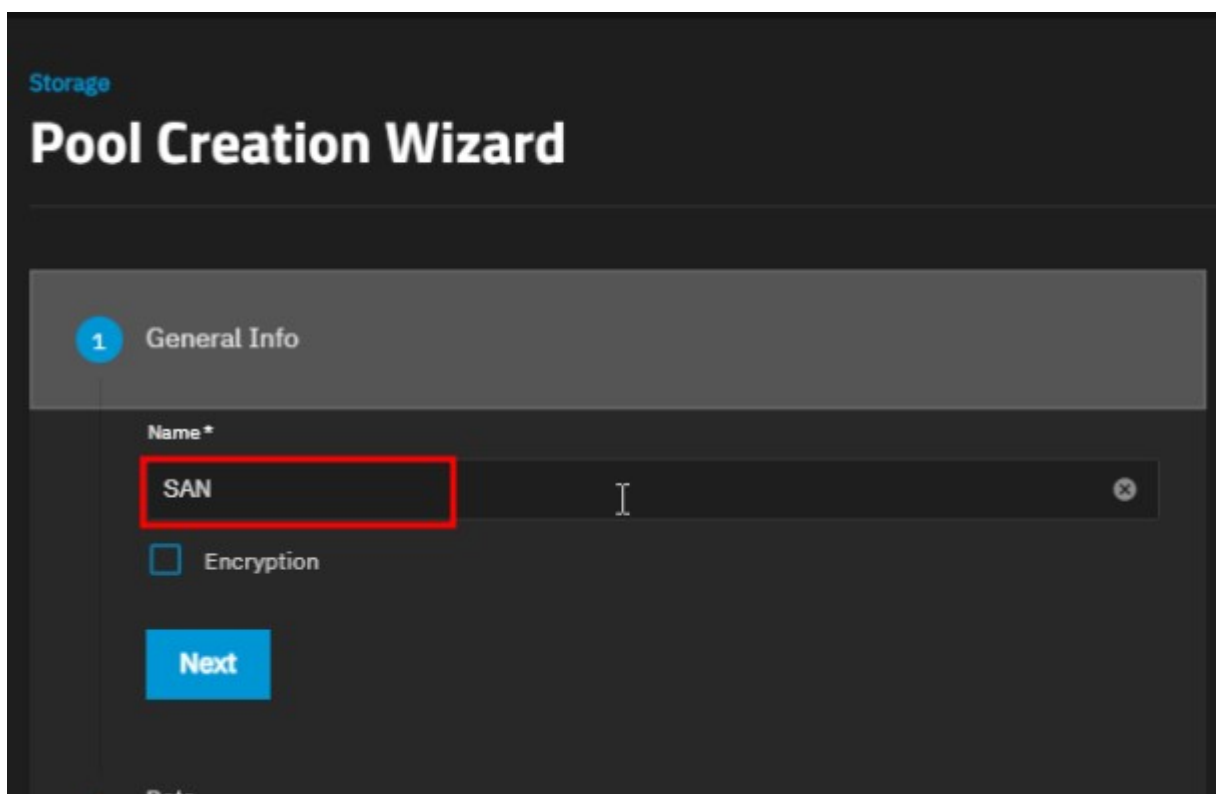 Storage
Pool Creation Wizard
1 General Info
Name*
SAN
Encryption
Next